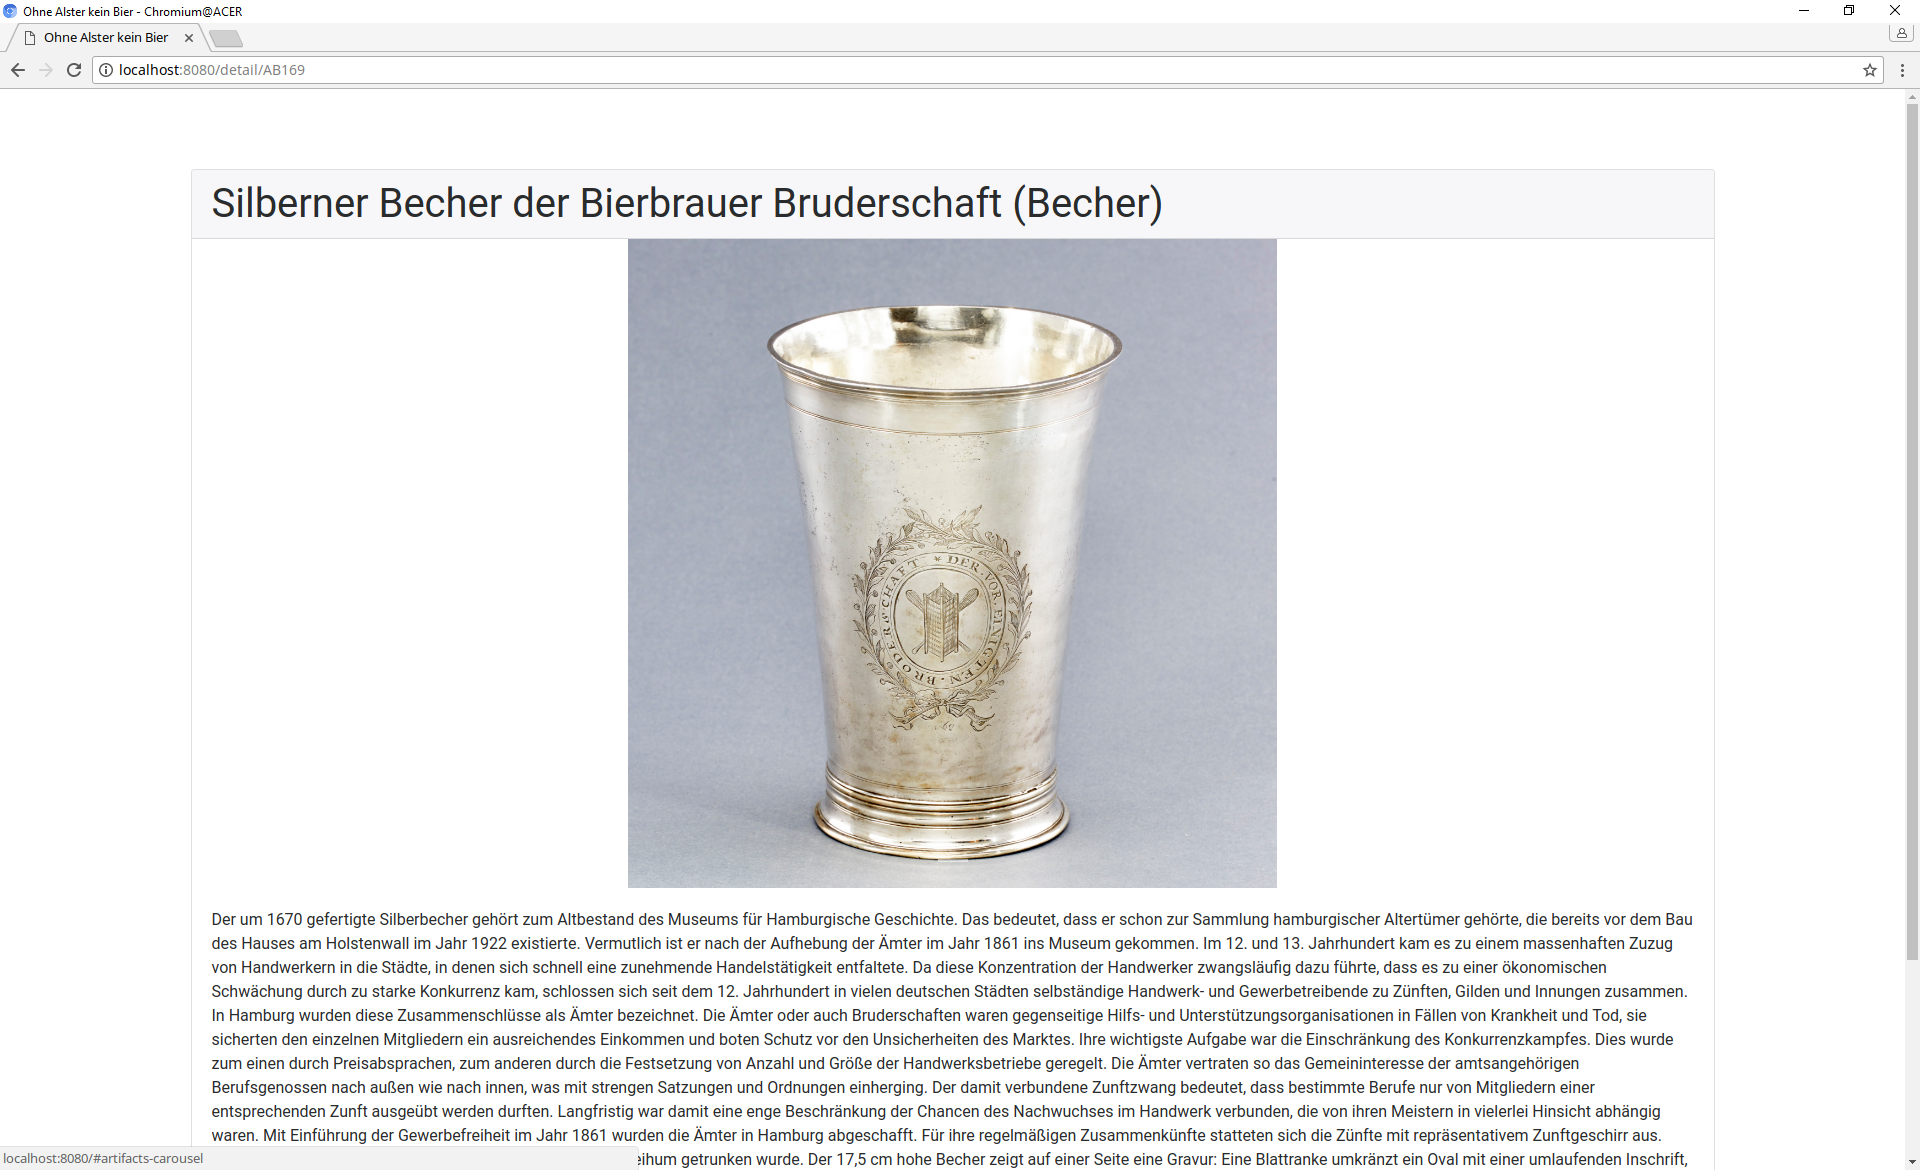 Ohne Alster kein Bier - Chromium@ACER
Ohne Alster kein Bier
localhost:8080/detail/AB169
Silberner Becher der Bierbrauer Bruderschaft (Becher)
DER · VOR · EINIGTEN · BRODERSCHAFT
Der um 1670 gefertigte Silberbecher gehört zum Altbestand des Museums für Hamburgische Geschichte. Das bedeutet, dass er schon zur Sammlung hamburgischer Altertümer gehörte, die bereits vor dem Bau
des Hauses am Holstenwall im Jahr 1922 existierte. Vermutlich ist er nach der Aufhebung der Ämter im Jahr 1861 ins Museum gekommen. Im 12. und 13. Jahrhundert kam es zu einem massenhaften Zuzug
von Handwerkern in die Städte, in denen sich schnell eine zunehmende Handelstätigkeit entfaltete. Da diese Konzentration der Handwerker zwangsläufig dazu führte, dass es zu einer ökonomischen
Schwächung durch zu starke Konkurrenz kam, schlossen sich seit dem 12. Jahrhundert in vielen deutschen Städten selbständige Handwerk- und Gewerbetreibende zu Zünften, Gilden und Innungen zusammen.
In Hamburg wurden diese Zusammenschlüsse als Ämter bezeichnet. Die Ämter oder auch Bruderschaften waren gegenseitige Hilfs- und Unterstützungsorganisationen in Fällen von Krankheit und Tod, sie
sicherten den einzelnen Mitgliedern ein ausreichendes Einkommen und boten Schutz vor den Unsicherheiten des Marktes. Ihre wichtigste Aufgabe war die Einschränkung des Konkurrenzkampfes. Dies wurde
zum einen durch Preisabsprachen, zum anderen durch die Festsetzung von Anzahl und Größe der Handwerksbetriebe geregelt. Die Ämter vertraten so das Gemeininteresse der amtsangehörigen
Berufsgenossen nach außen wie nach innen, was mit strengen Satzungen und Ordnungen einherging. Der damit verbundene Zunftzwang bedeutet, dass bestimmte Berufe nur von Mitgliedern einer
entsprechenden Zunft ausgeübt werden durften. Langfristig war damit eine enge Beschränkung der Chancen des Nachwuchses im Handwerk verbunden, die von ihren Meistern in vielerlei Hinsicht abhängig
waren. Mit Einführung der Gewerbefreiheit im Jahr 1861 wurden die Ämter in Hamburg abgeschafft. Für ihre regelmäßigen Zusammenkünfte statteten sich die Zünfte mit repräsentativem Zunftgeschirr aus.
eihum getrunken wurde. Der 17,5 cm hohe Becher zeigt auf einer Seite eine Gravur: Eine Blattranke umkränzt ein Oval mit einer umlaufenden Inschrift,
localhost:8080/#artifacts-carousel